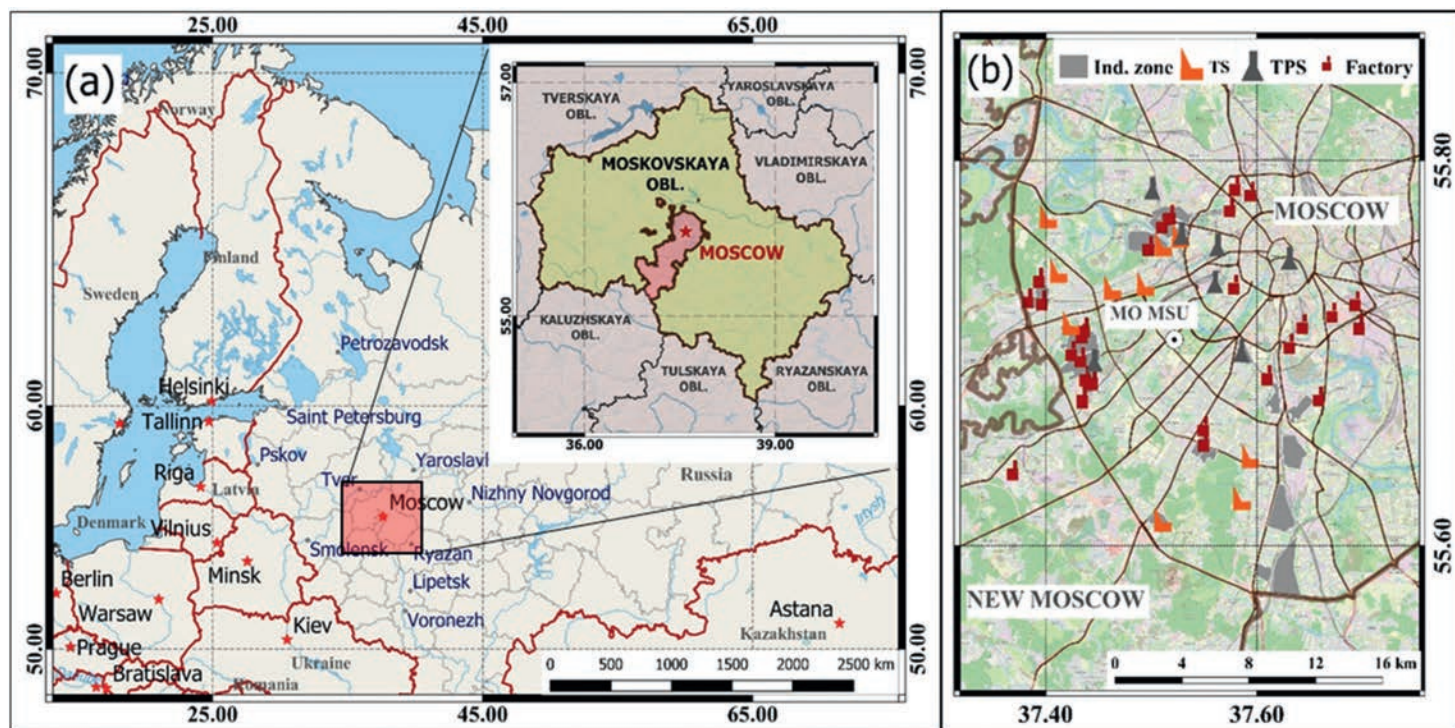 25.00
45.00
65.00
(a)
70.00
70.00
Norway
Finland
Sweden
Petrozavodsk
Helsinki
60.00
60.00
Tallinn
Saint Petersburg
Pskov
Riga
Yaroslavl
Russia
Latvia
Tver
Moscow
Nizhny Novgorod
Irtysh
Denmark
Vilnius
Smolensk
Ryazan
Berlin
Minsk
Lipetsk
Warsaw
Astana
Voronezh
Kiev
Kazakhstan
50.00
50.00
Prague
Ukraine
0 500 1000 1500 2000 2500 km
Bratislava
Romania
25.00
45.00
65.00
57.00
TVERSKAYA
OBL.
YAROSLAVSKAYA
OBL.
MOSKOVSKAYA
OBL.
VLADIMIRSKAYA
OBL.
MOSCOW
55.00
KALUZHSKAYA
OBL.
TULSKAYA
OBL.
RYAZANSKAYA
OBL.
36.00
39.00
(b)
Ind. zone
TS
TPS
Factory
55.80
MOSCOW
MO MSU
55.60
NEW MOSCOW
0 4 8 12 16 km
37.40
37.60